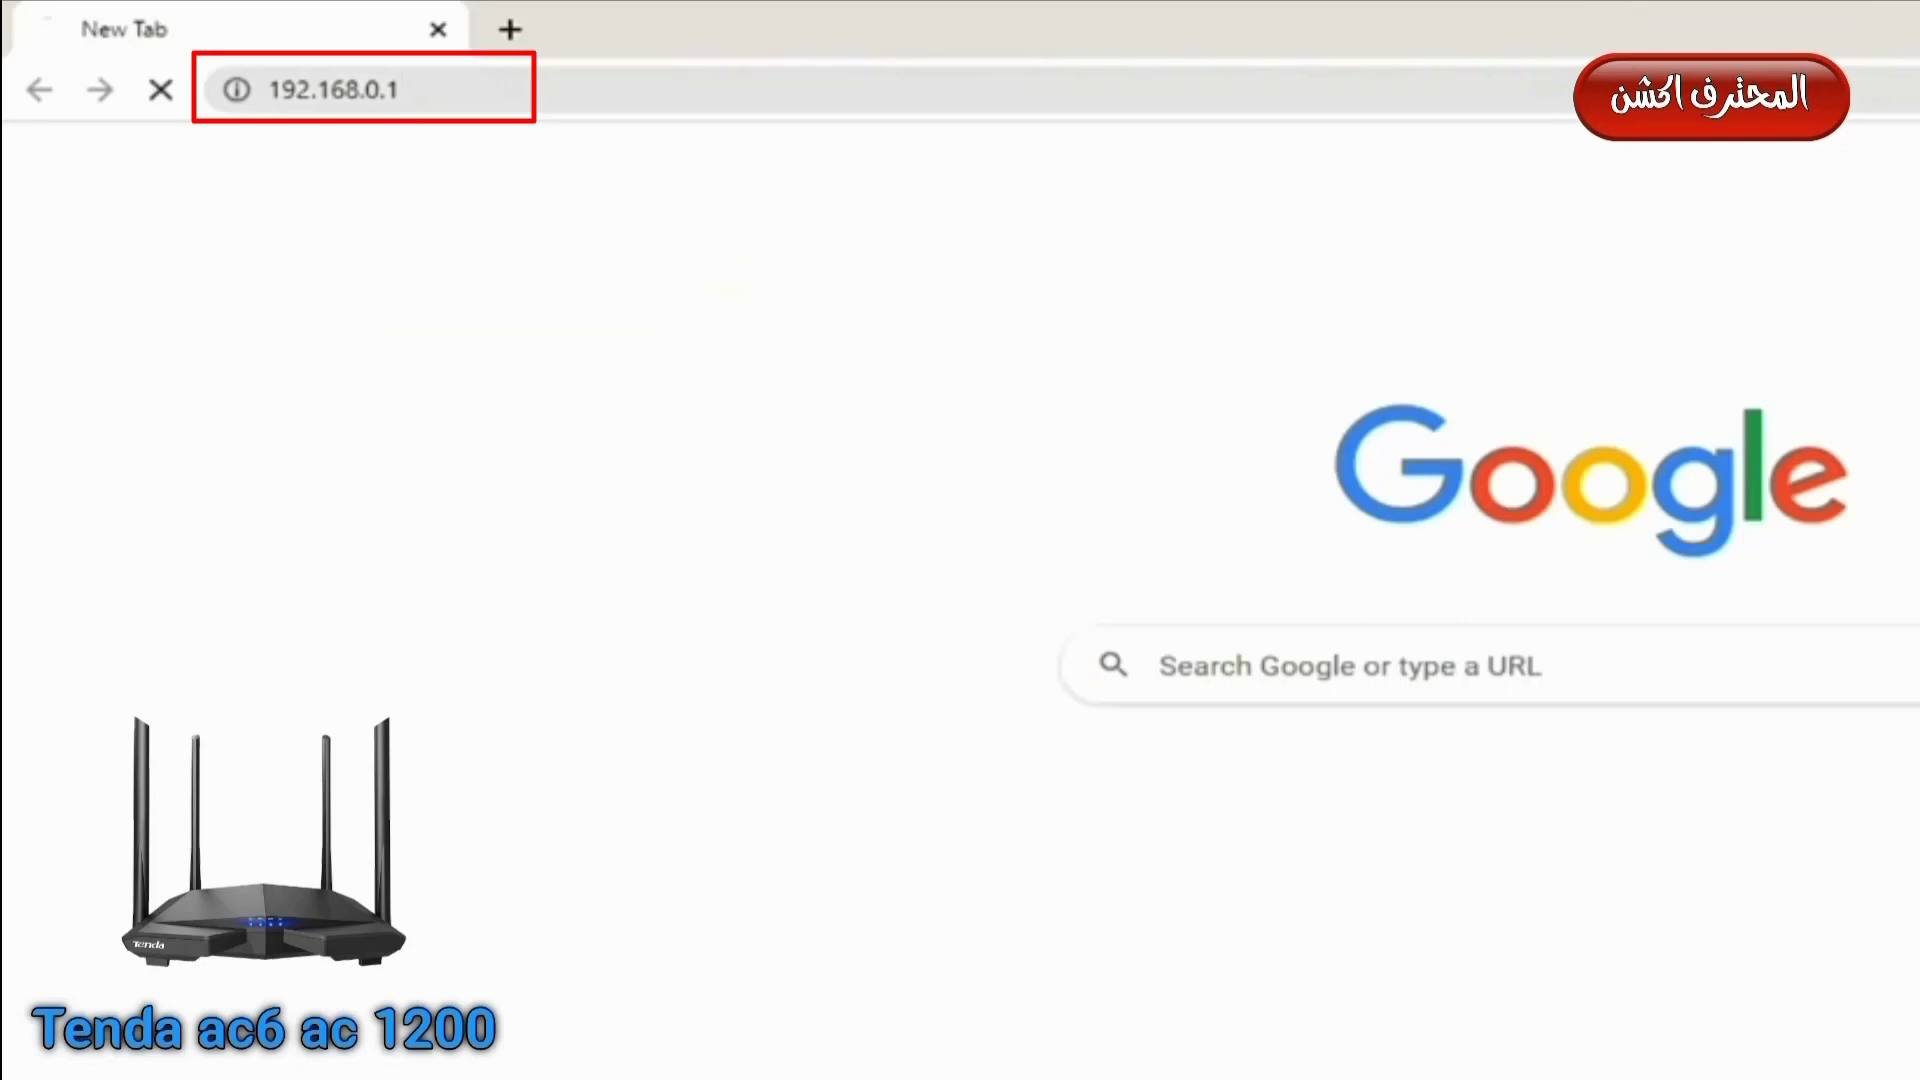 New Tab
192.168.0.1
المحترف اكشن
Google
Search Google or type a URL
Tenda
Tenda ac6 ac 1200